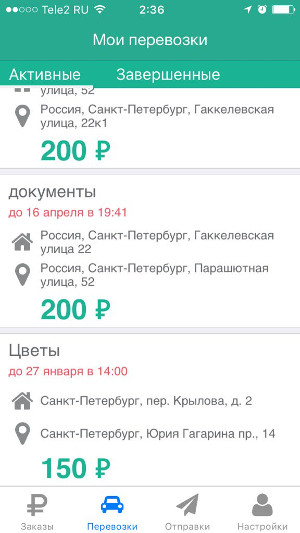 Tele2 RU 2:36
Мои перевозки
Активные Завершенные
улица, 52
Россия, Санкт-Петербург, Гаккелевская
улица, 22к1
200 ₽
документы
до 16 апреля в 19:41
Россия, Санкт-Петербург, Гаккелевская
улица 22
Россия, Санкт-Петербург, Парашютная
улица, 52
200 ₽
Цветы
до 27 января в 14:00
Санкт-Петербург, пер. Крылова, д. 2
Санкт-Петербург, Юрия Гагарина пр., 14
150 ₽
Заказы Перевозки Отправки Настройки